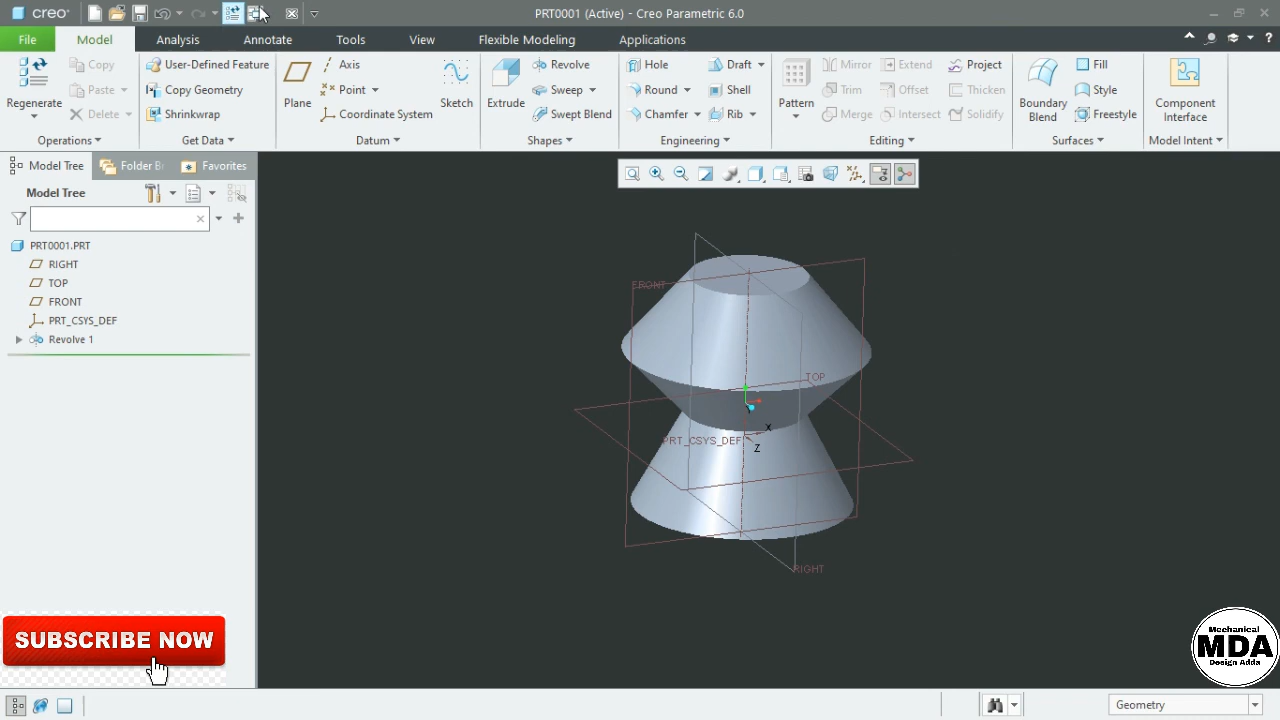 creo
PRT0001 (Active) - Creo Parametric 6.0
File Model Analysis Annotate Tools View Flexible Modeling Applications
Regenerate
Copy
Paste
Delete
Operations
User-Defined Feature
Copy Geometry
Shrinkwrap
Get Data
Plane
Axis
Point
Coordinate System
Sketch
Datum
Extrude
Revolve
Sweep
Swept Blend
Shapes
Hole
Round
Chamfer
Draft
Shell
Rib
Engineering
Pattern
Mirror
Trim
Merge
Extend
Offset
Intersect
Project
Thicken
Solidify
Editing
Boundary
Blend
Fill
Style
Freestyle
Surfaces
Component
Interface
Model Intent
Model Tree
Folder B
Favorites
Model Tree
PRT0001.PRT
RIGHT
TOP
FRONT
PRT_CSYS_DEF
Revolve 1
FRONT
TOP
PRT_CSYS_DEF
X
Z
RIGHT
SUBSCRIBE NOW
Mechanical
MDA
Design Adda
Geometry